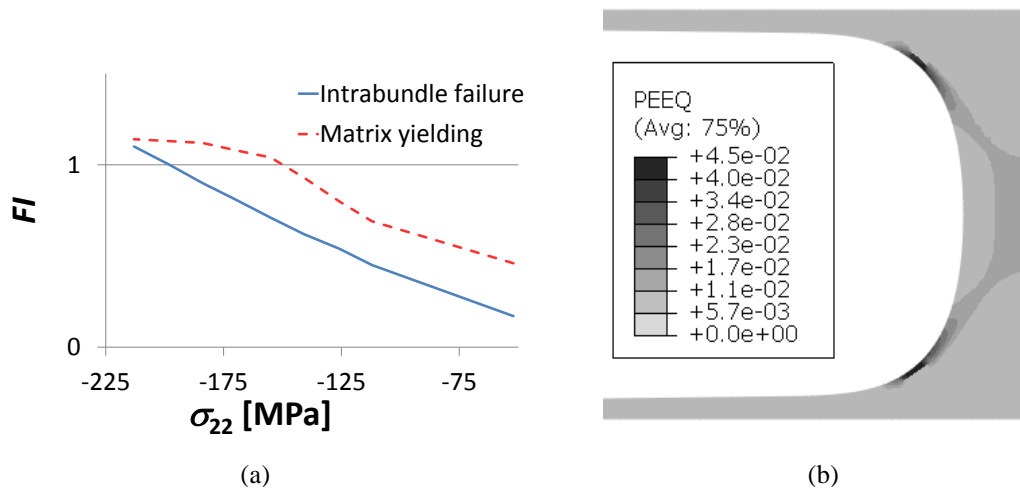 (a)
Intrabundle failure
Matrix yielding
1
FI
0
-225
-175
-125
-75
σ22 [MPa]
(b)
PEEQ
(Avg: 75%)
+4.5e-02
+4.0e-02
+3.4e-02
+2.8e-02
+2.3e-02
+1.7e-02
+1.1e-02
+5.7e-03
+0.0e+00
(a)
(b)